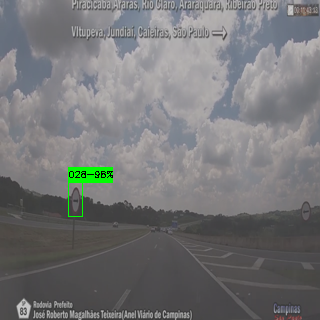 Piracicaba, Araras, Rio Claro, Araraquara, Ribeirão Preto
Vitupeva, Jundiaí, Caieiras, São Paulo
028-98%
83
Rodovia Prefeito
José Roberto Magalhães Teixeira(Anel Viário de Campinas)
Campinas